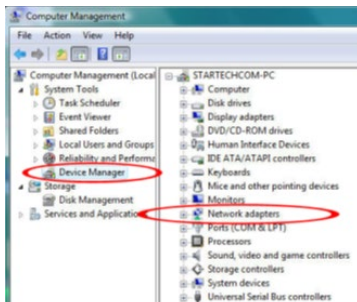 Computer Management
File Action View Help
Computer Management (Local
System Tools
Task Scheduler
Event Viewer
Shared Folders
Local Users and Groups
Reliability and Performa
Device Manager
Storage
Disk Management
Services and Application
STARTECHCOM-PC
Computer
Disk drives
Display adapters
DVD/CD-ROM drives
Human Interface Devices
IDE ATA/ATAPI controllers
Keyboards
Mice and other pointing devices
Monitors
Network adapters
Ports (COM & LPT)
Processors
Sound, video and game controllers
Storage controllers
System devices
Universal Serial Bus controllers